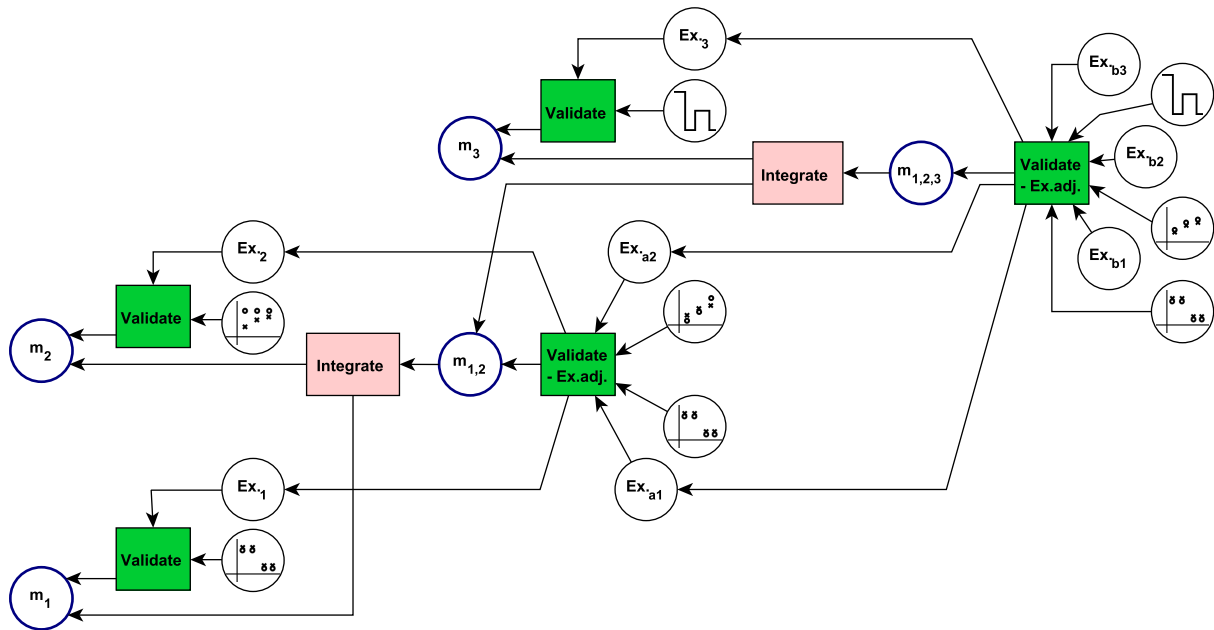 Ex.3
Ex.b3
Validate
m3
Integrate
m1,2,3
Validate
- Ex.adj.
Ex.b2
Ex.2
Ex.a2
Ex.b1
Validate
m2
Integrate
m1,2
Validate
- Ex.adj.
Ex.1
Ex.a1
Validate
m1